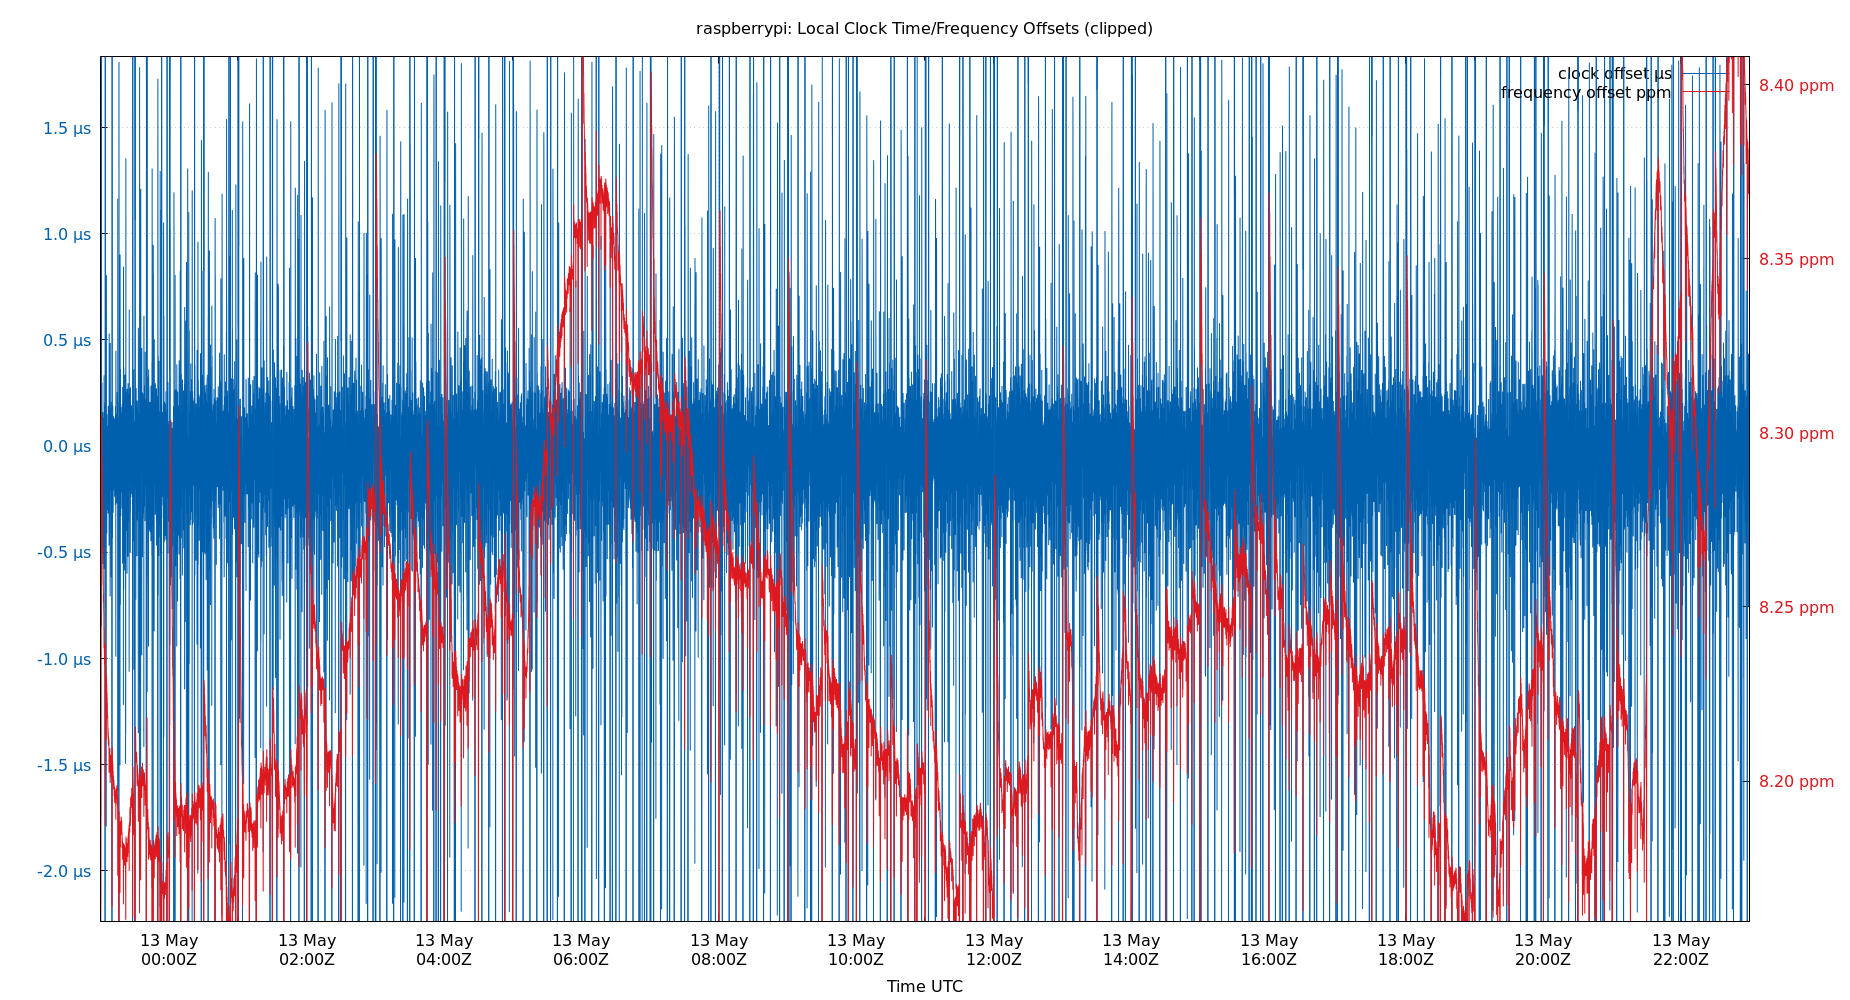 raspberrypi: Local Clock Time/Frequency Offsets (clipped)
clock offset µs
frequency offset ppm
1.5 µs
1.0 µs
0.5 µs
0.0 µs
-0.5 µs
-1.0 µs
-1.5 µs
-2.0 µs
8.40 ppm
8.35 ppm
8.30 ppm
8.25 ppm
8.20 ppm
13 May 13 May 13 May 13 May 13 May 13 May 13 May 13 May 13 May 13 May 13 May 13 May
00:00Z 02:00Z 04:00Z 06:00Z 08:00Z 10:00Z 12:00Z 14:00Z 16:00Z 18:00Z 20:00Z 22:00Z
Time UTC